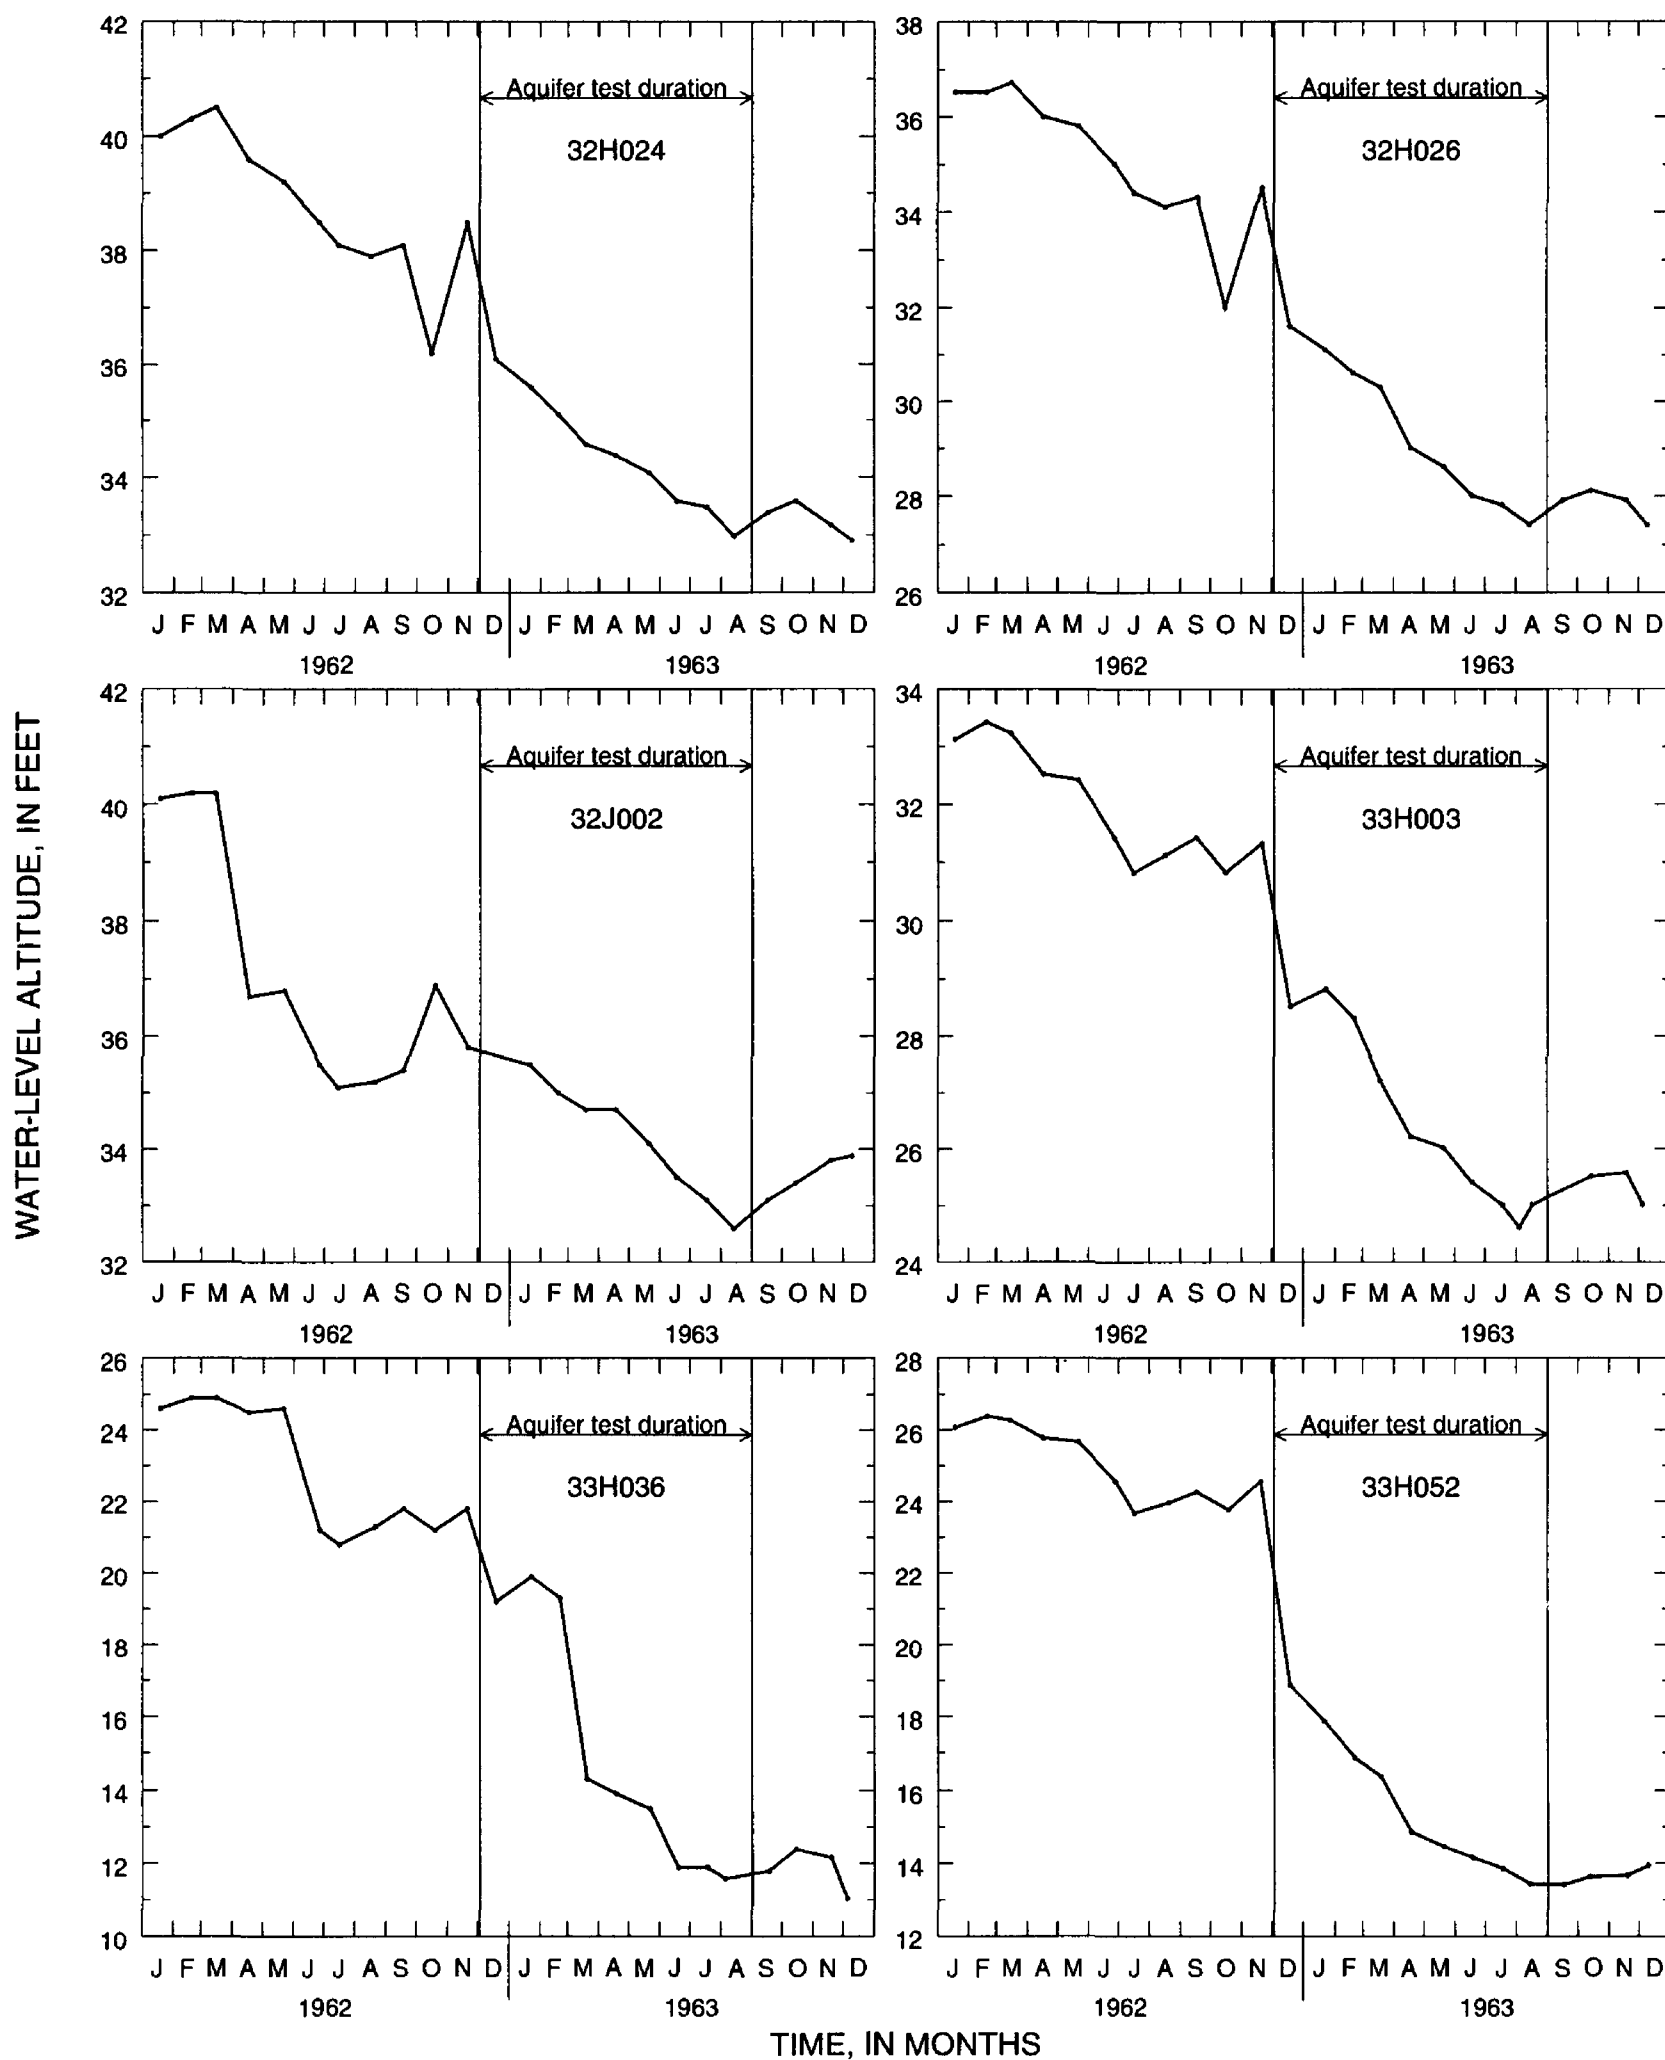 WATER-LEVEL ALTITUDE, IN FEET
42
40
38
36
34
32
Aquifer test duration
32H024
J F M A M J J A S O N D J F M A M J J A S O N D
1962 1963
38
36
34
32
30
28
26
Aquifer test duration
32H026
J F M A M J J A S O N D J F M A M J J A S O N D
1962 1963
42
40
38
36
34
32
Aquifer test duration
32J002
J F M A M J J A S O N D J F M A M J J A S O N D
1962 1963
34
32
30
28
26
24
Aquifer test duration
33H003
J F M A M J J A S O N D J F M A M J J A S O N D
1962 1963
26
24
22
20
18
16
14
12
10
Aquifer test duration
33H036
J F M A M J J A S O N D J F M A M J J A S O N D
1962 1963
28
26
24
22
20
18
16
14
12
Aquifer test duration
33H052
J F M A M J J A S O N D J F M A M J J A S O N D
1962 1963
TIME, IN MONTHS